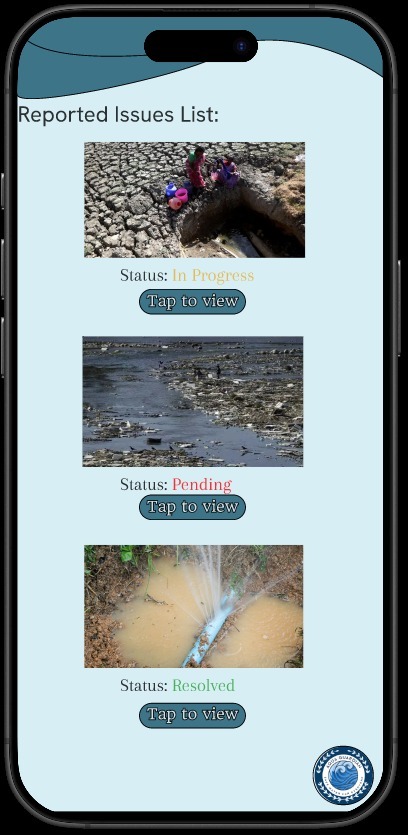 Reported Issues List:
Status: In Progress
Tap to view
Status: Pending
Tap to view
Status: Resolved
Tap to view